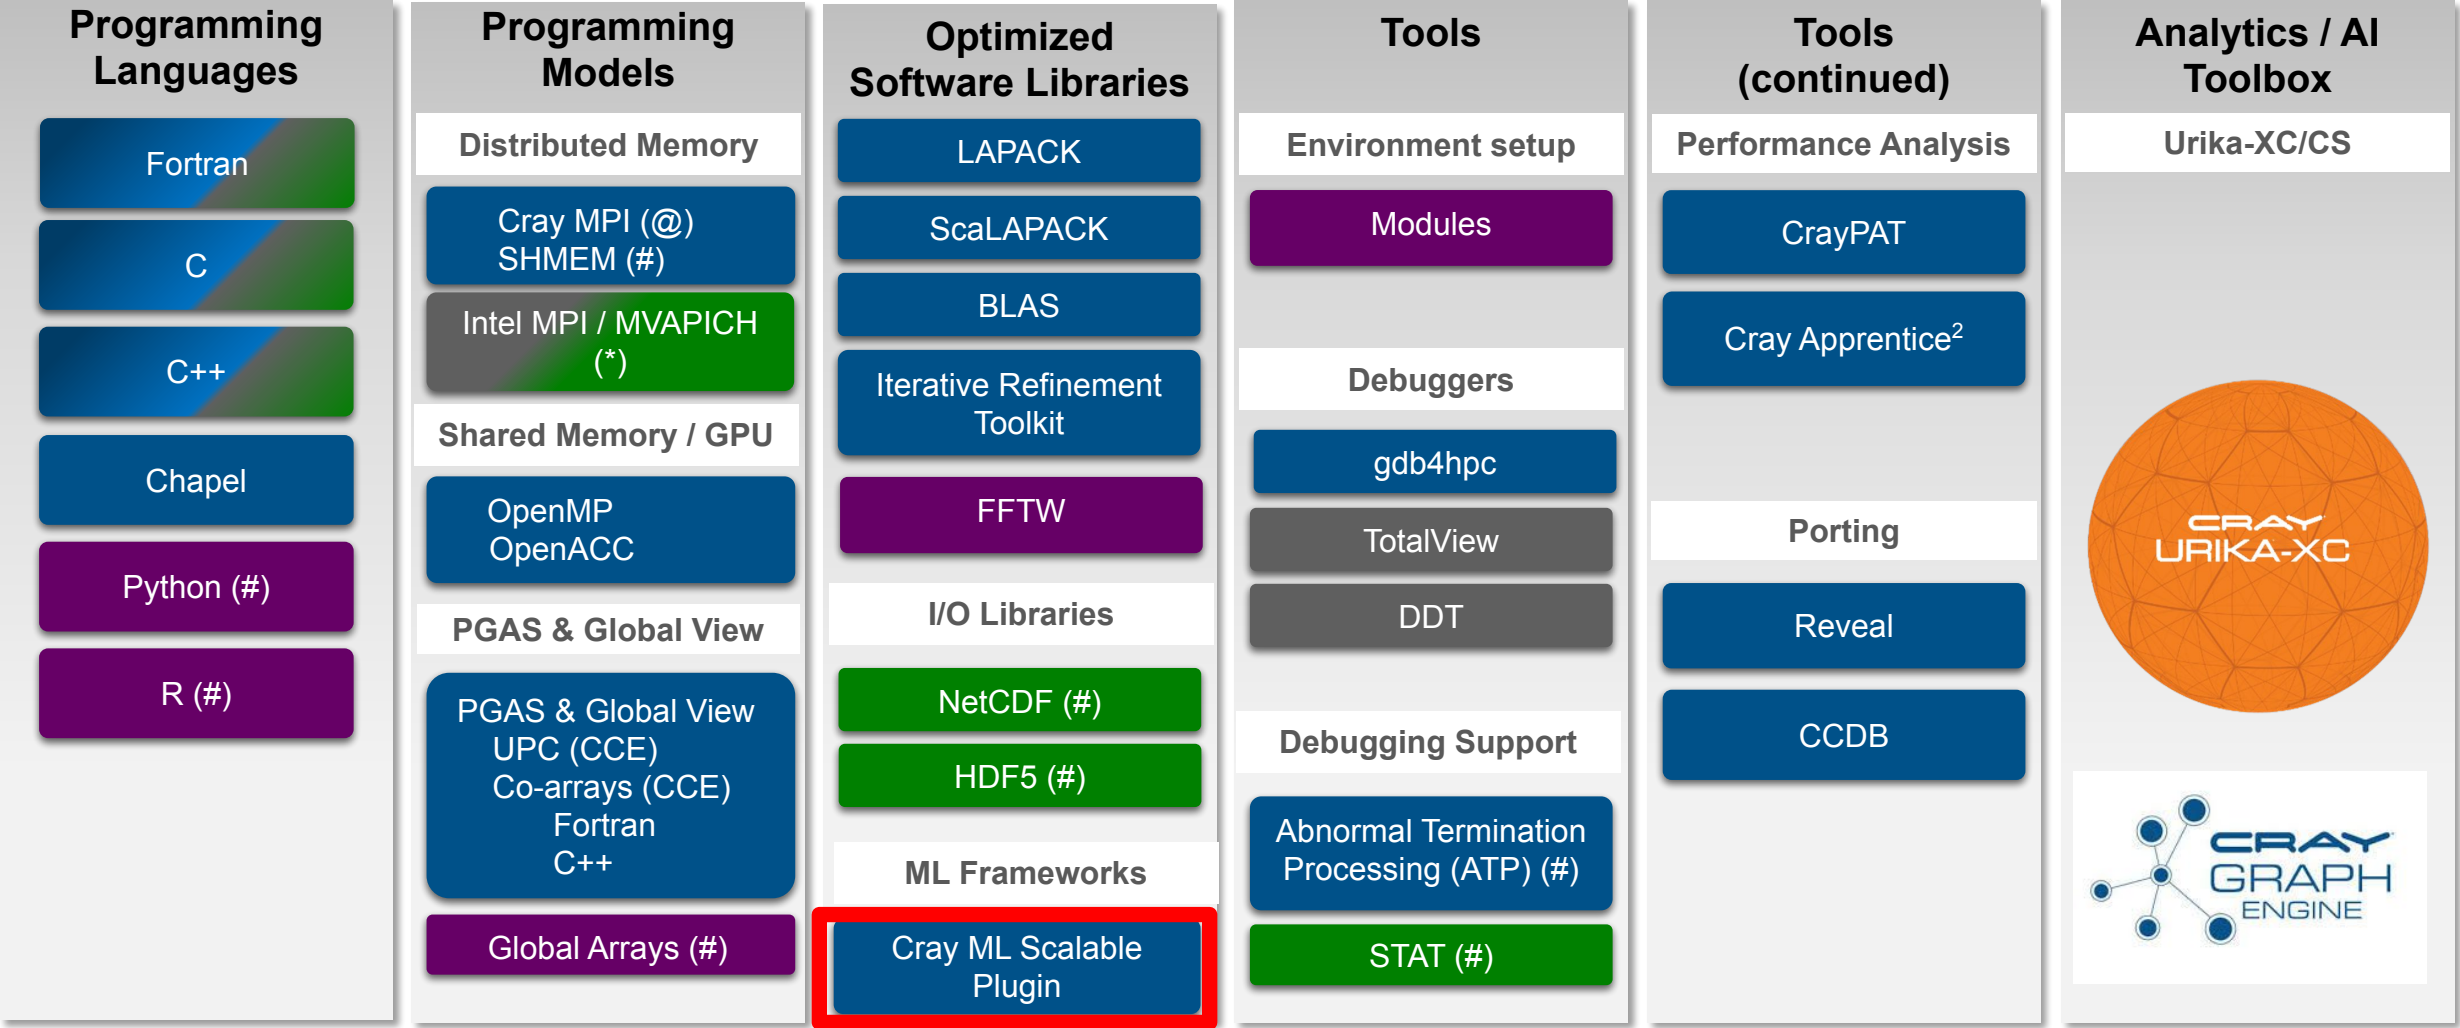 Programming
Languages
Fortran
C
C++
Chapel
Python (#)
R (#)
Programming
Models
Distributed Memory
Cray MPI (@)
SHMEM (#)
Intel MPI / MVAPICH
(*)
Shared Memory / GPU
OpenMP
OpenACC
PGAS & Global View
PGAS & Global View
UPC (CCE)
Co-arrays (CCE)
Fortran
C++
Global Arrays (#)
Optimized
Software Libraries
LAPACK
ScaLAPACK
BLAS
Iterative Refinement
Toolkit
FFTW
I/O Libraries
NetCDF (#)
HDF5 (#)
ML Frameworks
Cray ML Scalable
Plugin
Tools
Environment setup
Modules
Debuggers
gdb4hpc
TotalView
DDT
Debugging Support
Abnormal Termination
Processing (ATP) (#)
STAT (#)
Tools
(continued)
Performance Analysis
CrayPAT
Cray Apprentice²
Porting
Reveal
CCDB
Analytics / AI
Toolbox
Urika-XC/CS
CRAY
URIKA-XC
CRAY
GRAPH
ENGINE